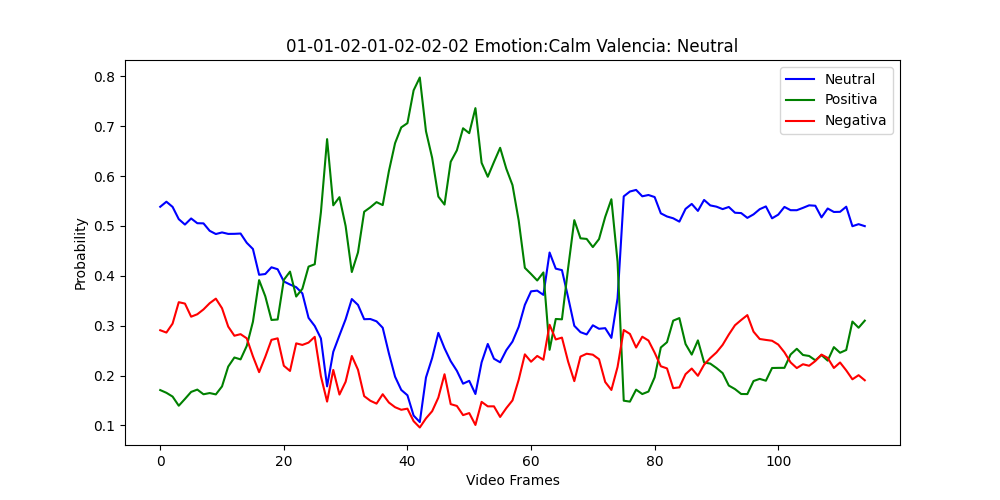 01-01-02-01-02-02-02 Emotion:Calm Valencia: Neutral
Neutral
Positiva
Negativa
Probability
0.8
0.7
0.6
0.5
0.4
0.3
0.2
0.1
0 20 40 60 80 100
Video Frames